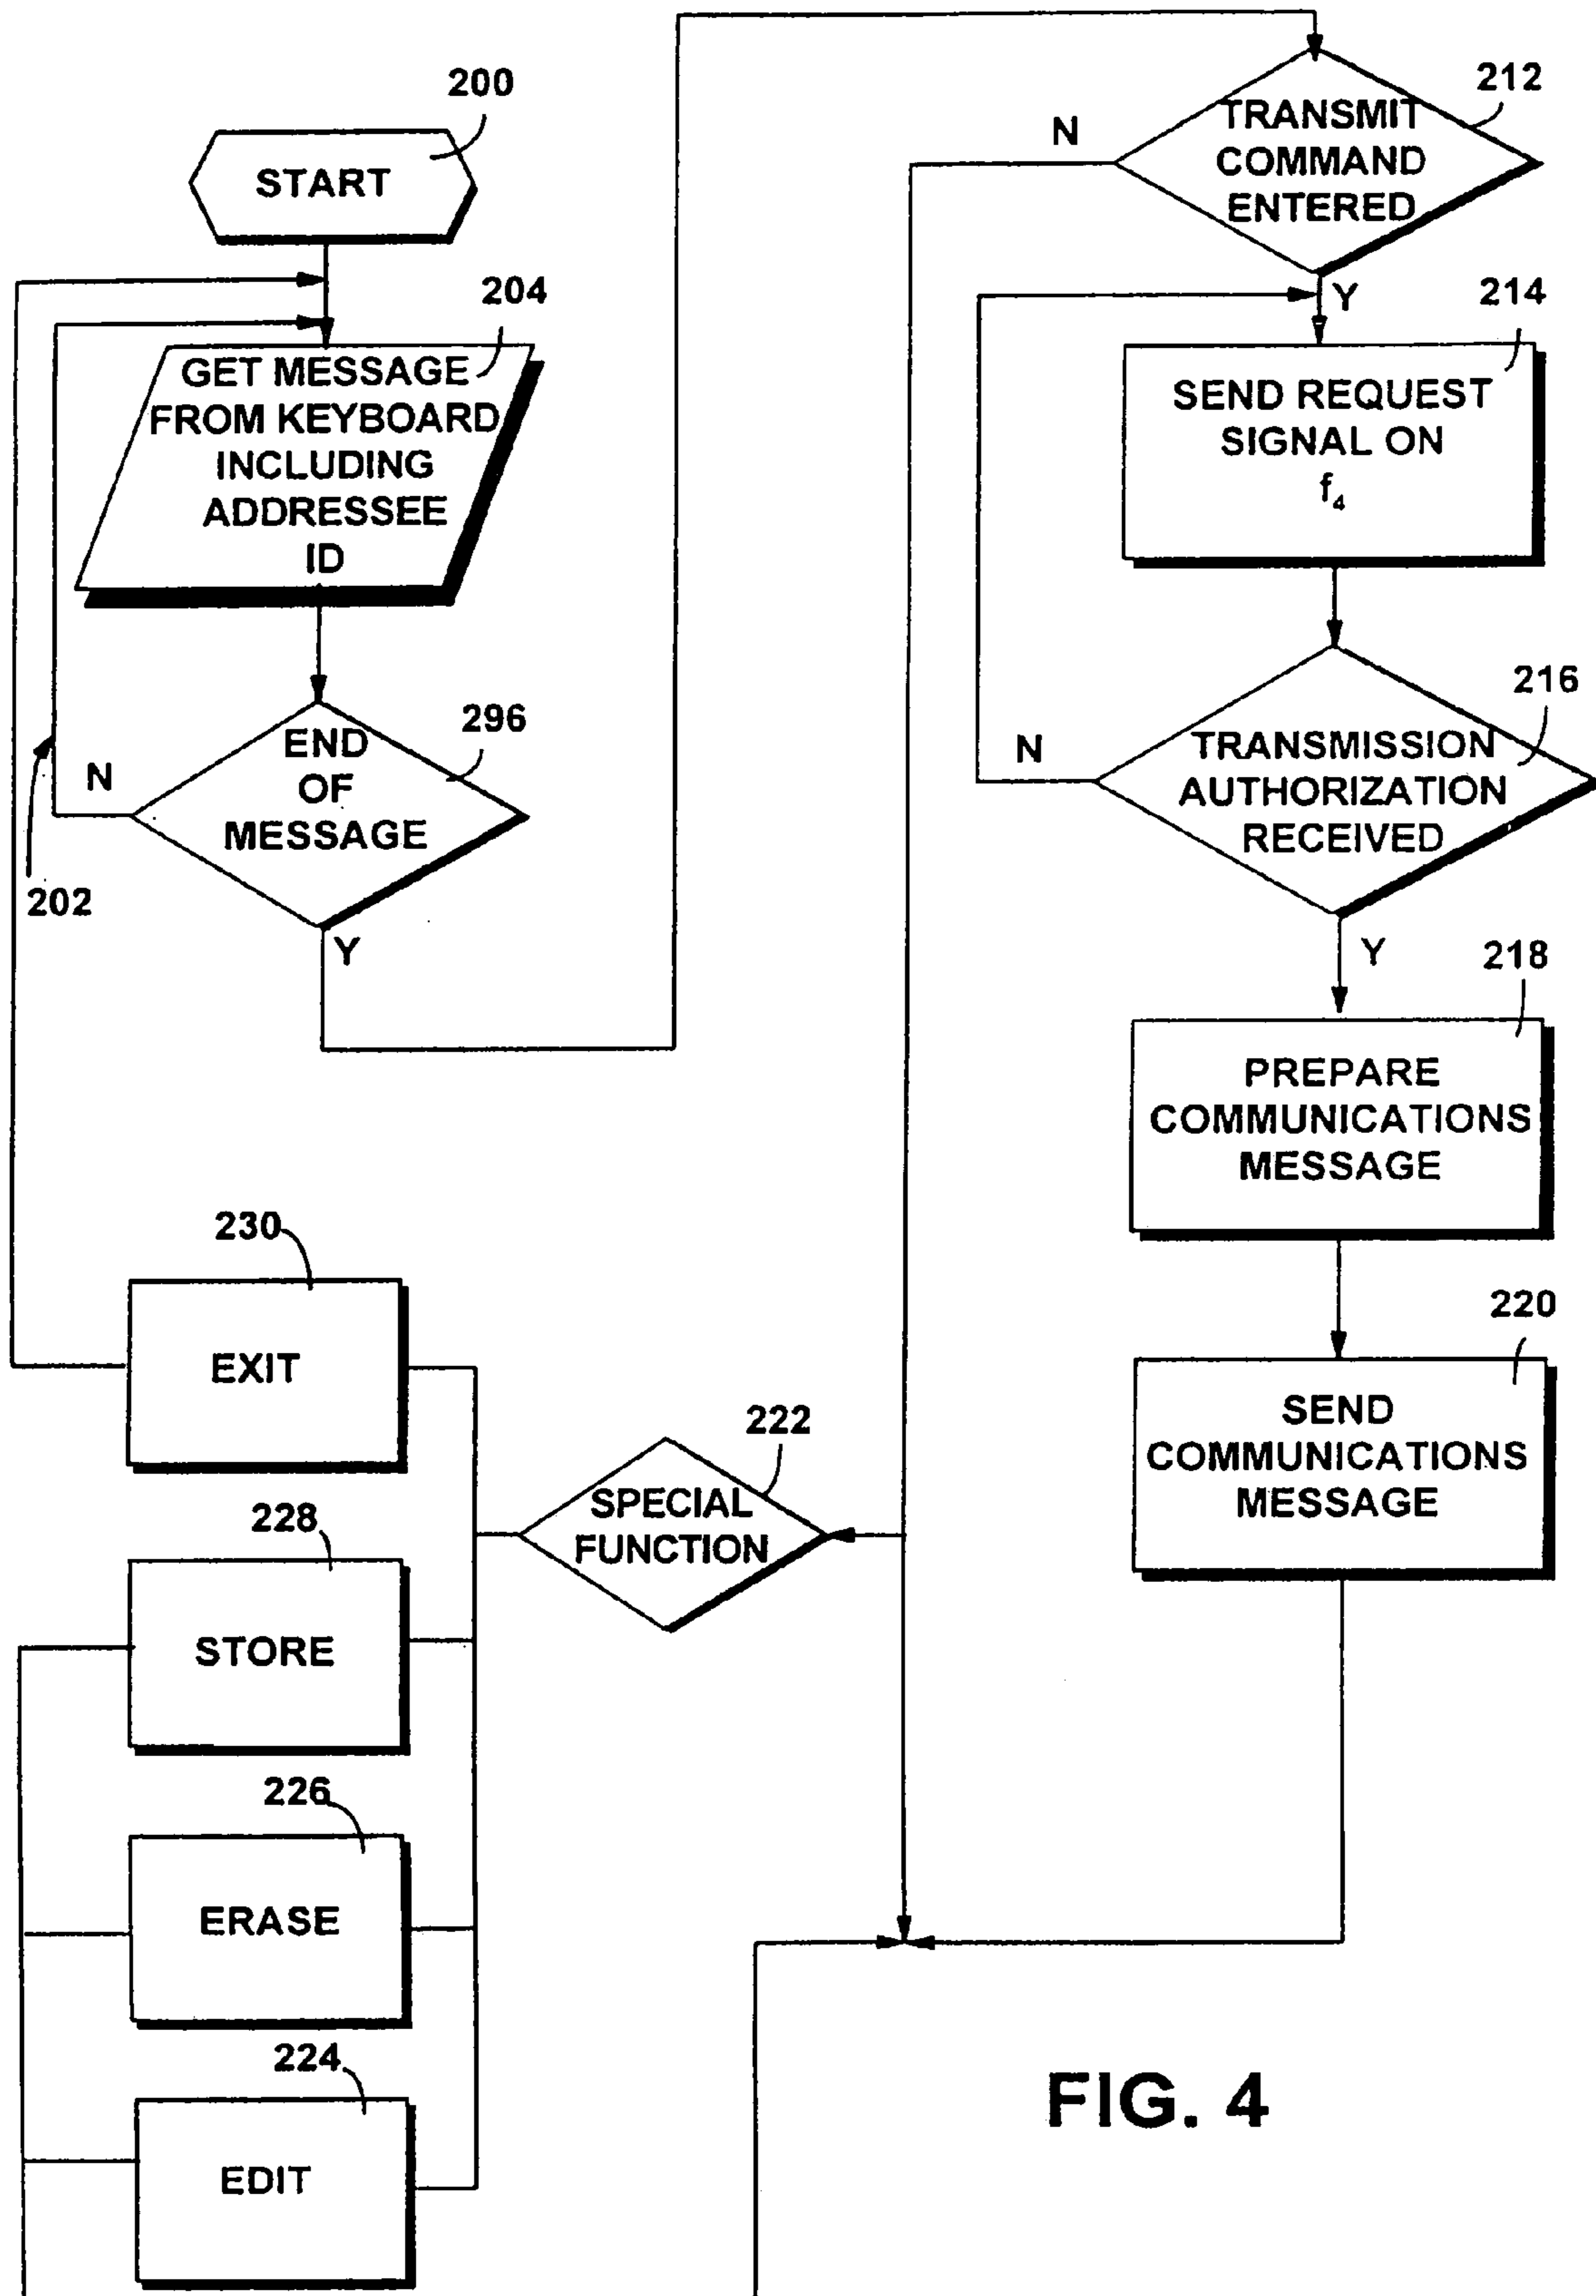 200
START
204
GET MESSAGE
FROM KEYBOARD
INCLUDING
ADDRESSEE
ID
296
END
OF
MESSAGE
N
202
Y
212
TRANSMIT
COMMAND
ENTERED
N
Y
214
SEND REQUEST
SIGNAL ON
f₄
216
TRANSMISSION
AUTHORIZATION
RECEIVED
N
Y
218
PREPARE
COMMUNICATIONS
MESSAGE
220
SEND
COMMUNICATIONS
MESSAGE
222
SPECIAL
FUNCTION
230
EXIT
228
STORE
226
ERASE
224
EDIT
FIG. 4